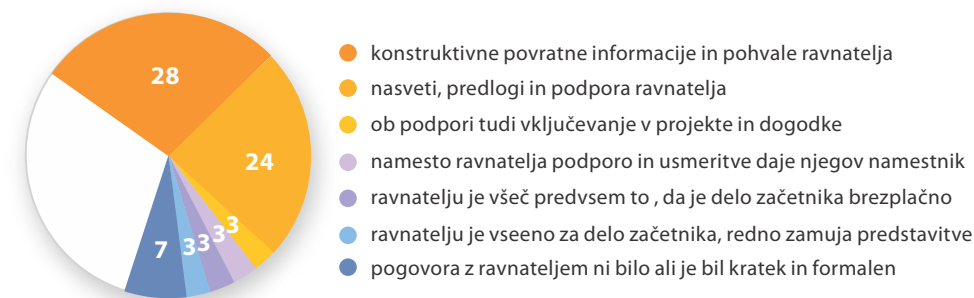 28
24
3
3
3
3
7
konstruktivne povratne informacije in pohvale ravnatelja
nasveti, predlogi in podpora ravnatelja
ob podpori tudi vključevanje v projekte in dogodke
namesto ravnatelja podporo in usmeritve daje njegov namestnik
ravnatelju je všeč predvsem to , da je delo začetnika brezplačno
ravnatelju je vseeno za delo začetnika, redno zamuja predstavitve
pogovora z ravnateljem ni bilo ali je bil kratek in formalen